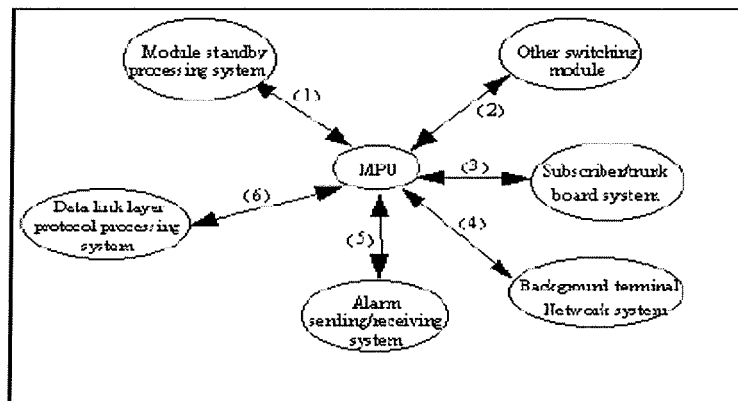 Module standby
processing system
Other switching
module
(1)
(2)
MPU
(3)
Subscriber/trunk
board system
(6)
(4)
Data link layer
protocol processing
system
(5)
Background terminal
Network system
Alarm
sending/receiving
system